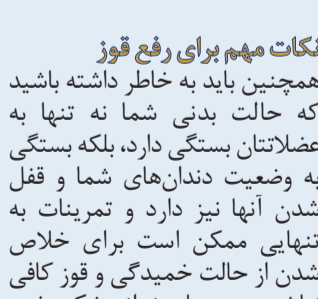 نکات مهم برای رفع قوز
همچنین باید به خاطر داشته باشید
که حالت بدنی شما نه تنها به
عضلاتتان بستگی دارد، بلکه بستگی
به وضعیت دندان‌های شما و قفل
شدن آنها نیز دارد و تمرینات به
تنهایی ممکن است برای خلاص
شدن از حالت خمیدگی و قوز کافی